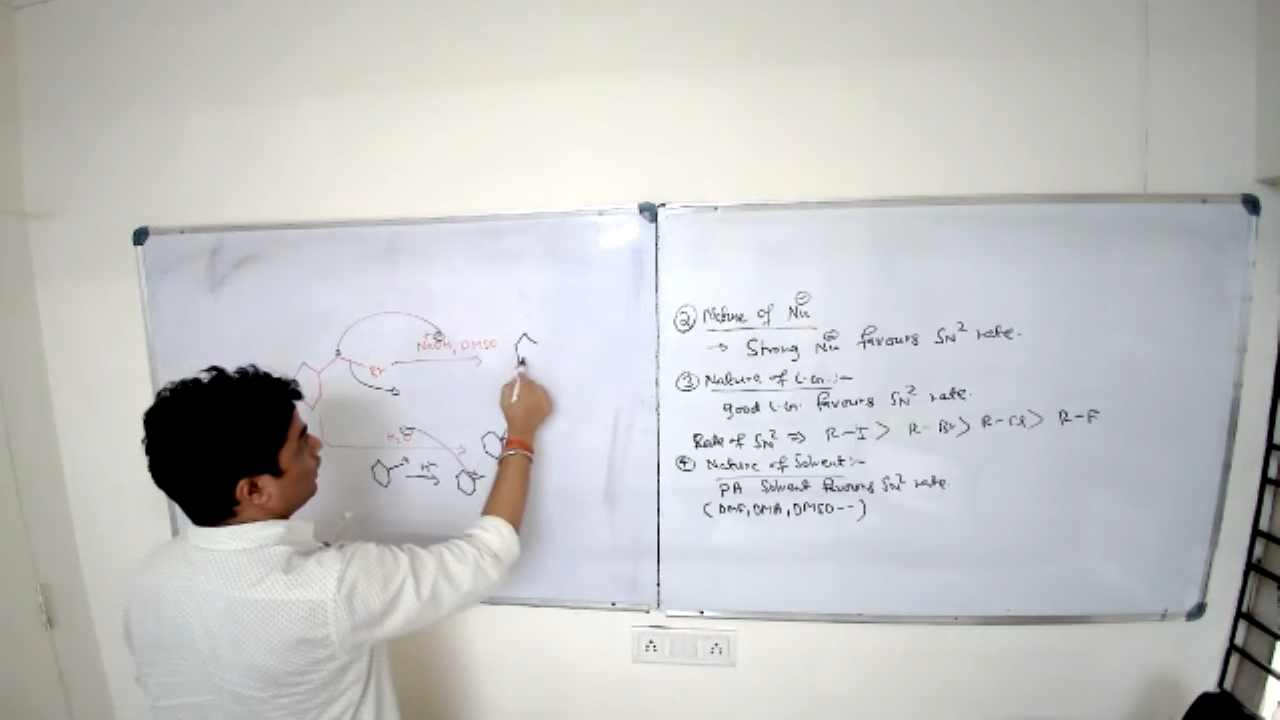 NaOH, DMSO
Br
H₂O
H⁺
② Nature of Nu⊖
→ Strong Nu⊖ favours SN² rate.
③ Nature of L.G.:-
good L.G. favours SN² rate.
Rate of SN² ⇒ R-I > R-Br > R-Cl > R-F
④ Nature of Solvent:-
PA Solvent favours SN² rate.
(DMF, DMA, DMSO--)